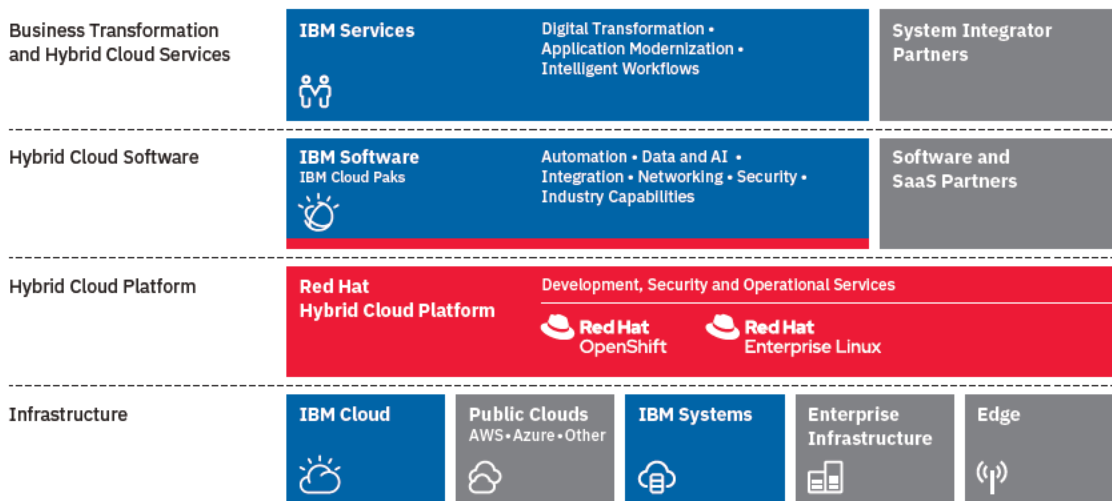 Business Transformation
and Hybrid Cloud Services
IBM Services
Digital Transformation •
Application Modernization •
Intelligent Workflows
System Integrator
Partners
Hybrid Cloud Software
IBM Software
IBM Cloud Paks
Automation • Data and AI •
Integration • Networking • Security •
Industry Capabilities
Software and
SaaS Partners
Hybrid Cloud Platform
Red Hat
Hybrid Cloud Platform
Development, Security and Operational Services
Red Hat
OpenShift
Red Hat
Enterprise Linux
Infrastructure
IBM Cloud
Public Clouds
AWS•Azure•Other
IBM Systems
Enterprise
Infrastructure
Edge